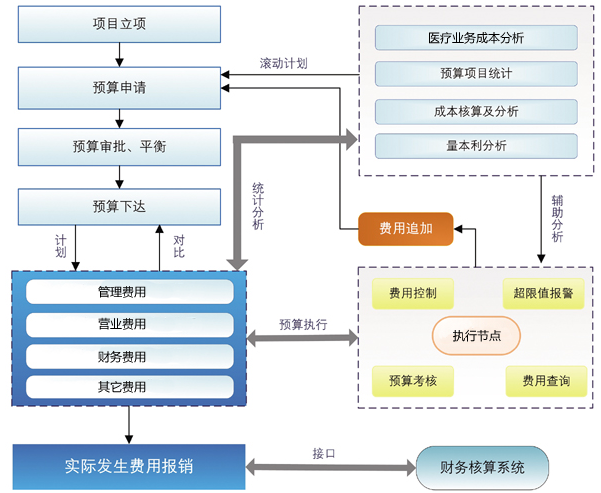 项目立项
预算申请
预算审批、平衡
预算下达
计划
对比
管理费用
营业费用
财务费用
其它费用
实际发生费用报销
滚动计划
统计分析
医疗业务成本分析
预算项目统计
成本核算及分析
量本利分析
辅助分析
费用追加
预算执行
费用控制
超限值报警
执行节点
预算考核
费用查询
接口
财务核算系统